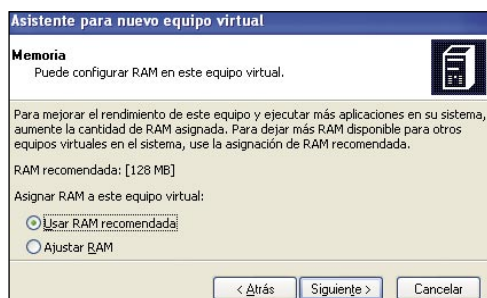 Asistente para nuevo equipo virtual
Memoria
Puede configurar RAM en este equipo virtual.
Para mejorar el rendimiento de este equipo y ejecutar más aplicaciones en su sistema,
aumente la cantidad de RAM asignada. Para dejar más RAM disponible para otros
equipos virtuales en el sistema, use la asignación de RAM recomendada.
RAM recomendada: [128 MB]
Asignar RAM a este equipo virtual:
Usar RAM recomendada
Ajustar RAM
< Atrás Siguiente > Cancelar